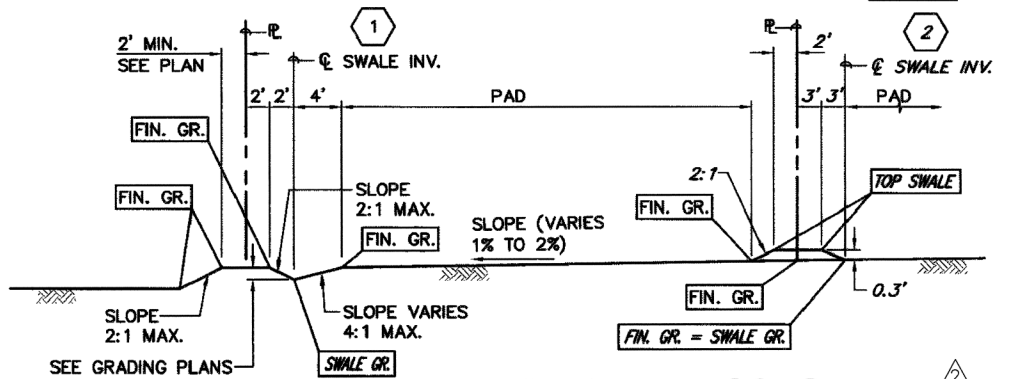 ℄ 1 ℄ 2
2' MIN. 2'
SEE PLAN ℄ SWALE INV. ℄ SWALE INV.
2' 2' 4' PAD 3' 3' PAD
FIN. GR.
2:1 TOP SWALE
FIN. GR. SLOPE FIN. GR.
2:1 MAX. SLOPE (VARIES
FIN. GR. 1% TO 2%)
FIN. GR. 0.3'
SLOPE SLOPE VARIES
2:1 MAX. 4:1 MAX. FIN. GR. = SWALE GR.
SEE GRADING PLANS SWALE GR.
2